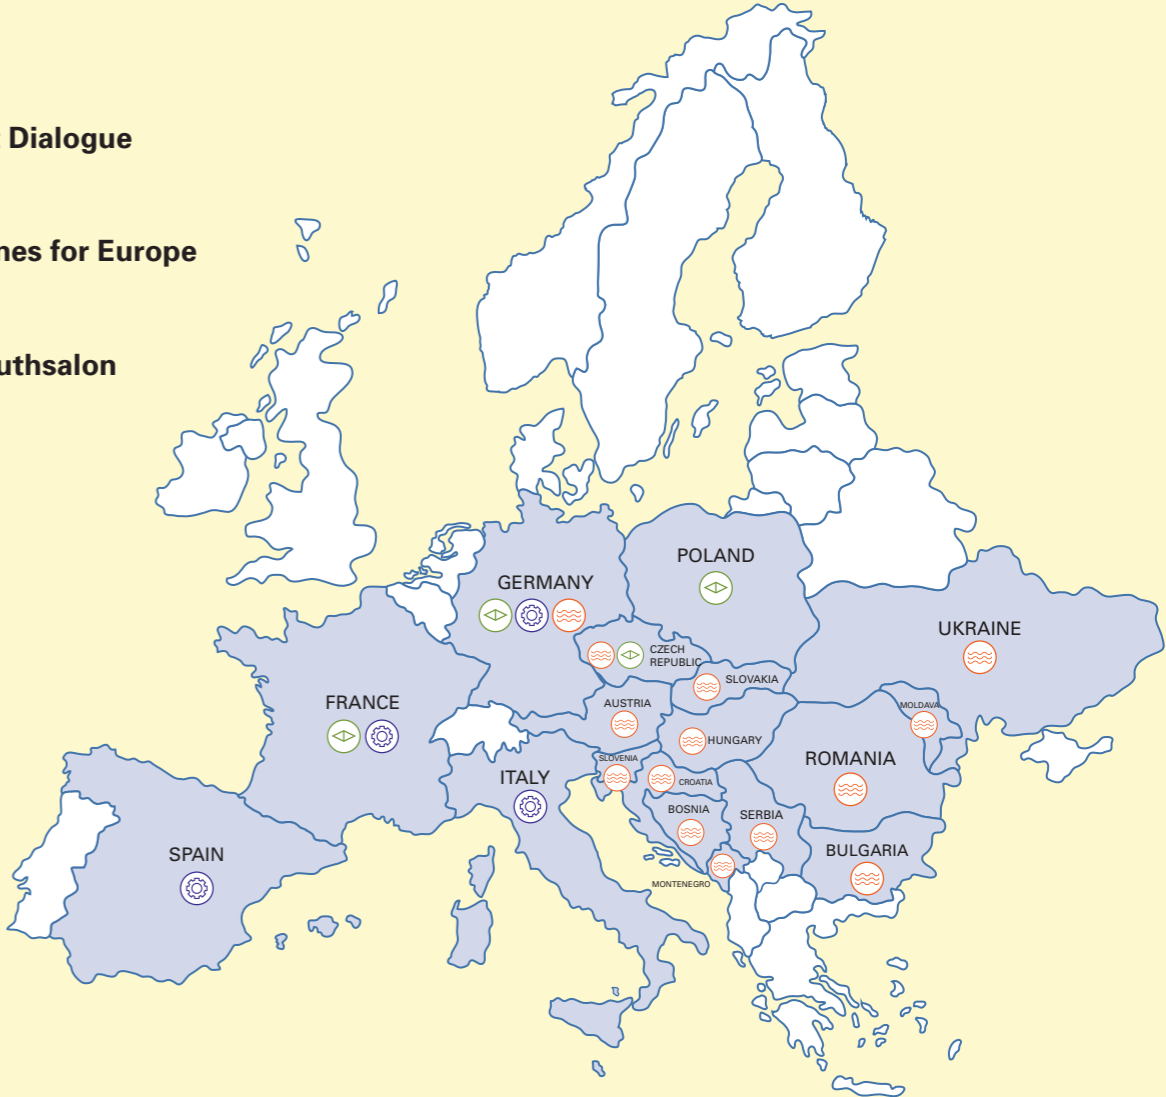 Dialogue
nes for Europe
uthsalon
POLAND
GERMANY
UKRAINE
CZECH
REPUBLIC
SLOVAKIA
FRANCE
AUSTRIA
MOLDAVA
HUNGARY
ROMANIA
SLOVENIA
ITALY
CROATIA
BOSNIA
SERBIA
SPAIN
BULGARIA
MONTENEGRO